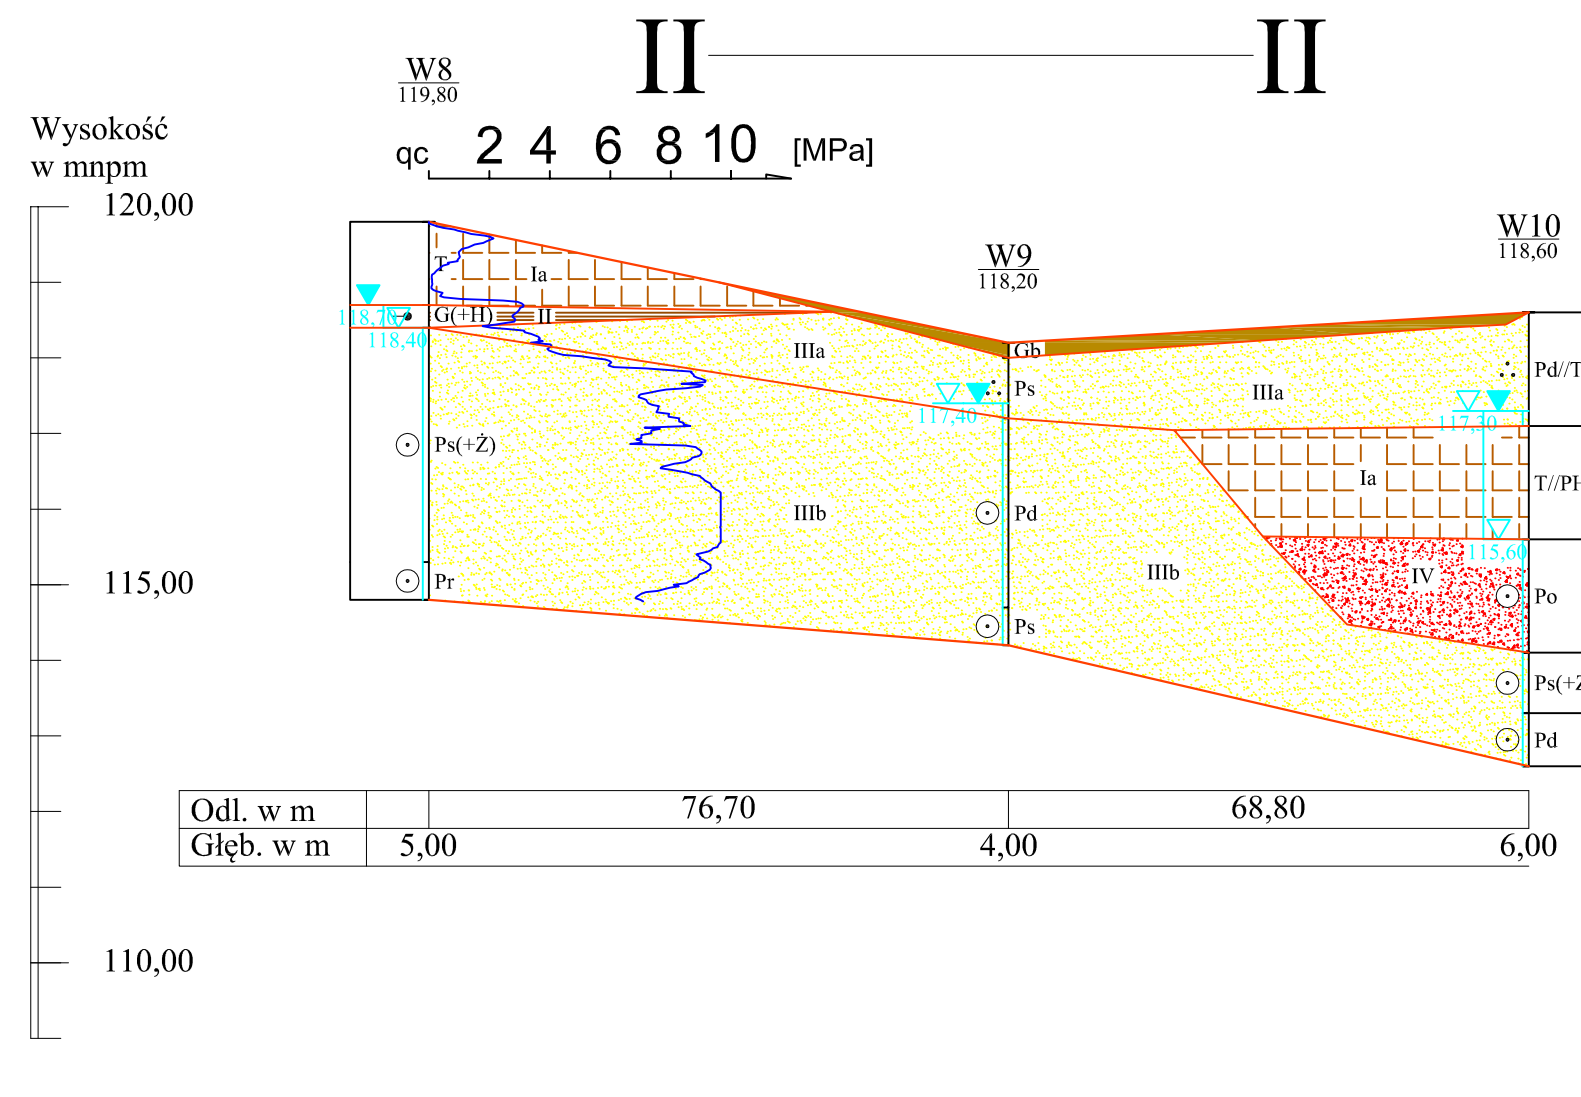 II II
W8
119,80
Wysokość
w mnpm
qc 2 4 6 8 10 [MPa]
120,00
W10
118,60
W9
118,20
T
Ia
G(+H)
II
118,70
118,40
IIIa
Gb
Ps
117,40
IIIa
Pd//T
117,30
Ps(+Ż)
Ia
IIIb
Pd
115,60
115,00
Pr
IIIb
IV
Po
Ps
Pd
Odl. w m 76,70 68,80
Głęb. w m 5,00 4,00 6,00
110,00